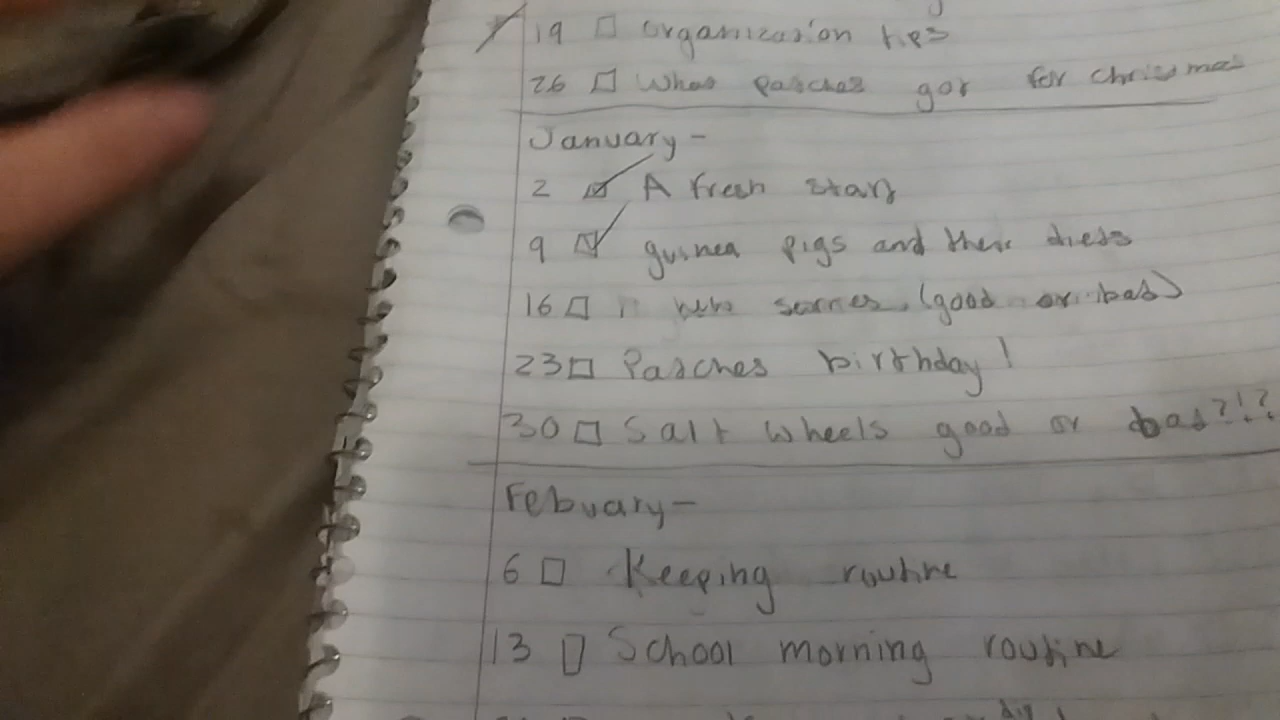 19 Organization tips
26 What Patches got for Christmas
January-
2 A fresh start
9 guinea pigs and there diets
16 (good or bad)
23 Patches birthday!
30 Salt wheels good or bad?!?
Febuary-
6 Keeping routine
13 School morning routine